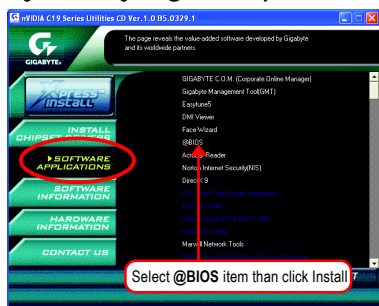 nVIDIA C19 Series Utilities CD Ver.1.0 B5.0329.1
The page reveals the value-added software developed by Gigabyte
and its worldwide partners.
GIGABYTE
Xpress-
INSTALL
INSTALL
CHIPSET DRIVERS
SOFTWARE
APPLICATIONS
SOFTWARE
INFORMATION
HARDWARE
INFORMATION
CONTACT US
GIGABYTE C.O.M. (Corporate Online Manager)
Gigabyte Management Tool(GMT)
Easytune5
DMI Viewer
Face-Wizard
@BIOS
Reader
Norton Internet Security(NIS)
DirectX 9
Marvell Network Tools
Select @BIOS item than click Install